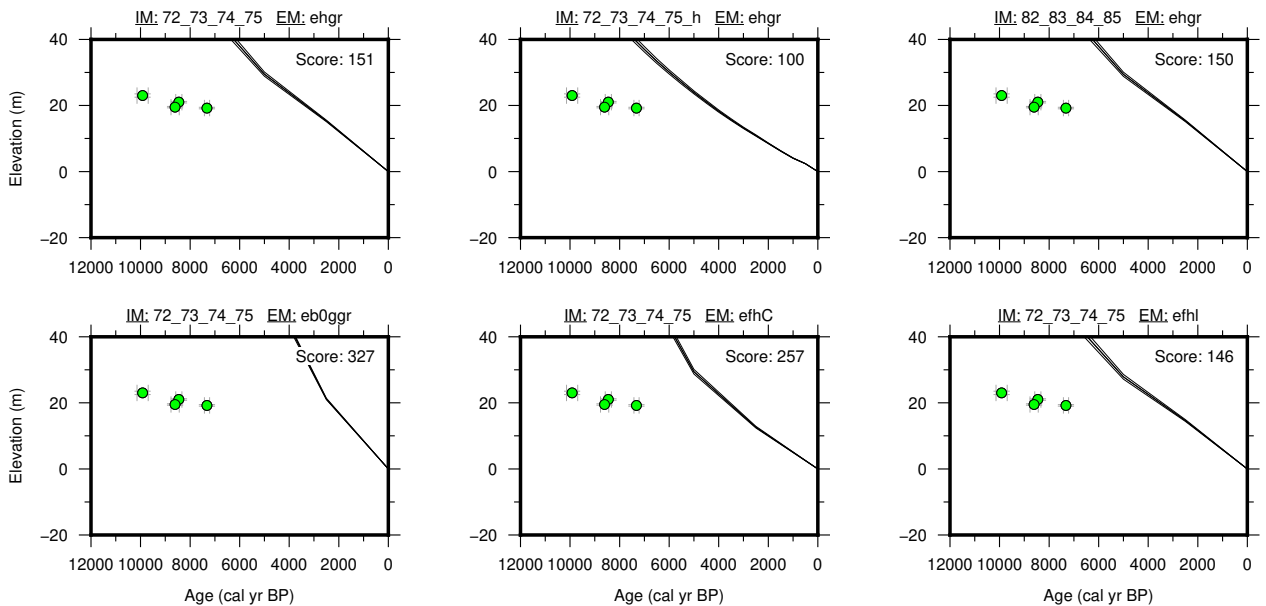 IM: 72_73_74_75 EM: ehgr
IM: 72_73_74_75_h EM: ehgr
IM: 82_83_84_85 EM: ehgr
40
Score: 151
40
Score: 100
40
Score: 150
20
20
20
Elevation (m)
0
0
0
−20
−20
−20
12000 10000 8000 6000 4000 2000 0
12000 10000 8000 6000 4000 2000 0
12000 10000 8000 6000 4000 2000 0
IM: 72_73_74_75 EM: eb0ggr
IM: 72_73_74_75 EM: efhC
IM: 72_73_74_75 EM: efhl
40
Score: 327
40
Score: 257
40
Score: 146
20
20
20
Elevation (m)
0
0
0
−20
−20
−20
12000 10000 8000 6000 4000 2000 0
12000 10000 8000 6000 4000 2000 0
12000 10000 8000 6000 4000 2000 0
Age (cal yr BP)
Age (cal yr BP)
Age (cal yr BP)